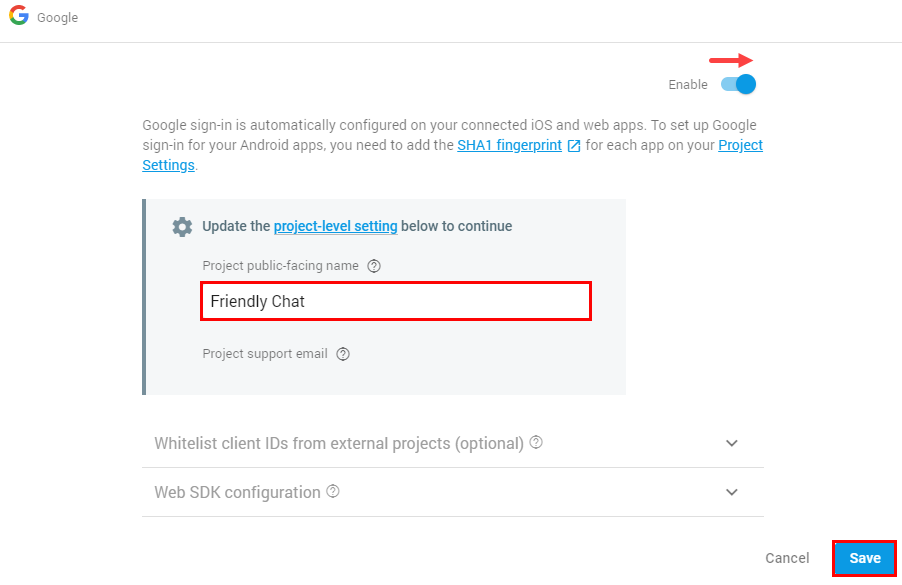 Google
Enable
Google sign-in is automatically configured on your connected iOS and web apps. To set up Google
sign-in for your Android apps, you need to add the SHA1 fingerprint for each app on your Project
Settings.
Update the project-level setting below to continue
Project public-facing name
Friendly Chat
Project support email
Whitelist client IDs from external projects (optional)
Web SDK configuration
Cancel Save